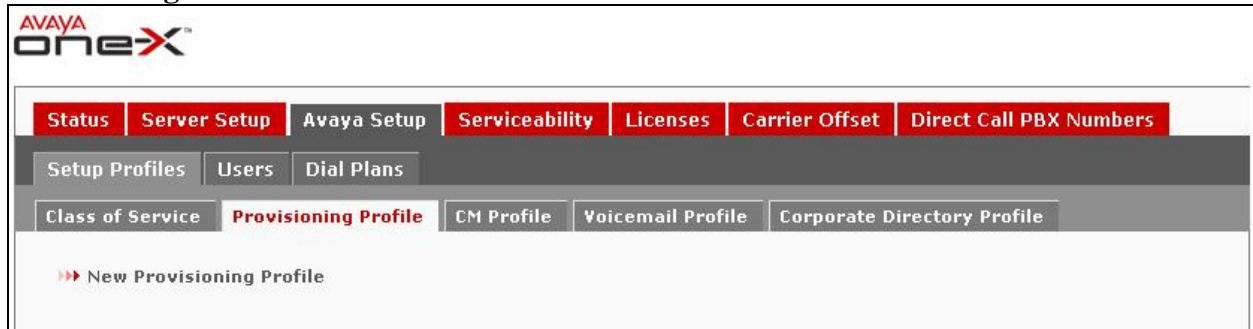 AVAYA
one-X™
Status Server Setup Avaya Setup Serviceability Licenses Carrier Offset Direct Call PBX Numbers
Setup Profiles Users Dial Plans
Class of Service Provisioning Profile CM Profile Voicemail Profile Corporate Directory Profile
New Provisioning Profile